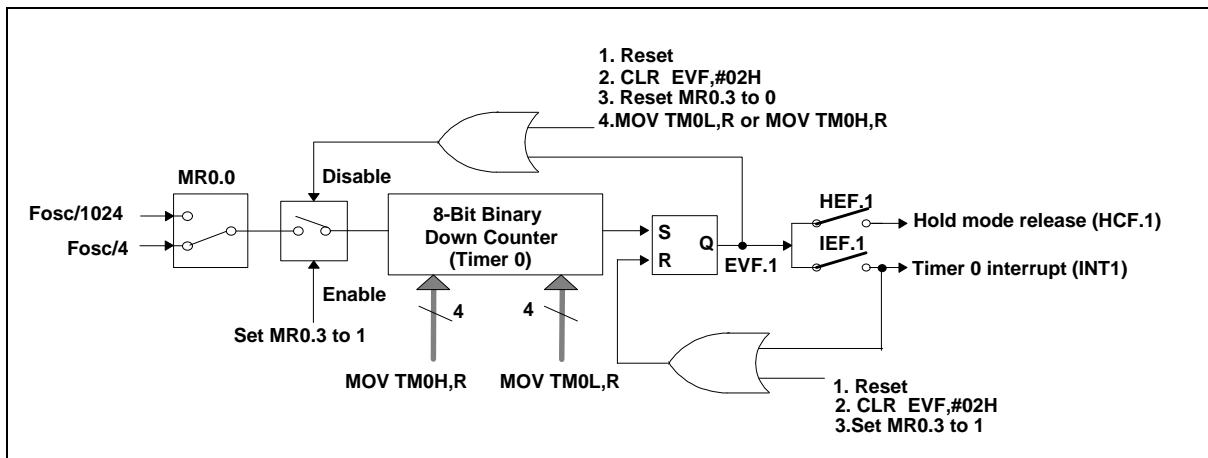 1. Reset
2. CLR EVF,#02H
3. Reset MR0.3 to 0
4.MOV TM0L,R or MOV TM0H,R
MR0.0
Disable
Fosc/1024
Fosc/4
8-Bit Binary
Down Counter
(Timer 0)
S
R
Q
EVF.1
HEF.1
Hold mode release (HCF.1)
IEF.1
Timer 0 interrupt (INT1)
Enable
Set MR0.3 to 1
4
4
MOV TM0H,R
MOV TM0L,R
1. Reset
2. CLR EVF,#02H
3.Set MR0.3 to 1